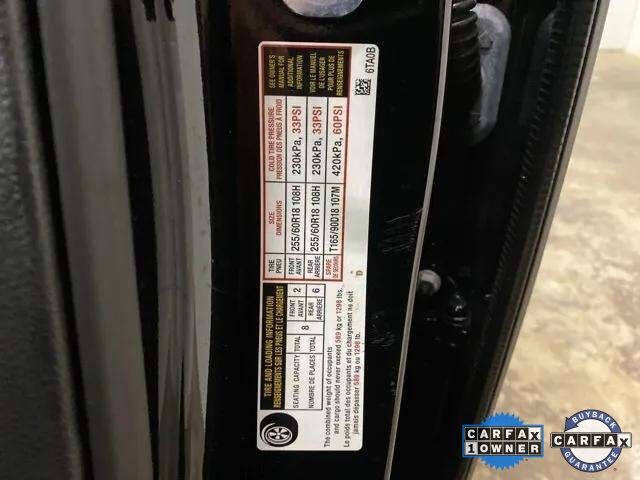 TIRE AND LOADING INFORMATION
RENSEIGNEMENTS SUR LES PNEUS ET LE CHARGEMENT
SEATING CAPACITY TOTAL 8 FRONT 2
NOMBRE DE PLACES TOTAL AVANT
REAR 6
ARRIÈRE
The combined weight of occupants
and cargo should never exceed 589 kg or 1298 lbs.
Le poids total des occupants et du chargement ne doit
jamais dépasser 589 kg ou 1298 lb.
TIRE SIZE COLD TIRE PRESSURE
PNEU DIMENSIONS PRESSION DES PNEUS À FROID
FRONT 255/60R18 108H 230kPa, 33PSI
AVANT
REAR 255/60R18 108H 230kPa, 33PSI
ARRIÈRE
SPARE T165/90D18 107M 420kPa, 60PSI
DE SECOURS
SEE OWNER'S
MANUAL FOR
ADDITIONAL
INFORMATION
VOIR LE MANUEL
DE L'USAGER
POUR PLUS DE
RENSEIGNEMENTS
D
6TA0B
CARFAX
1 OWNER
BUYBACK
CARFAX
GUARANTEE